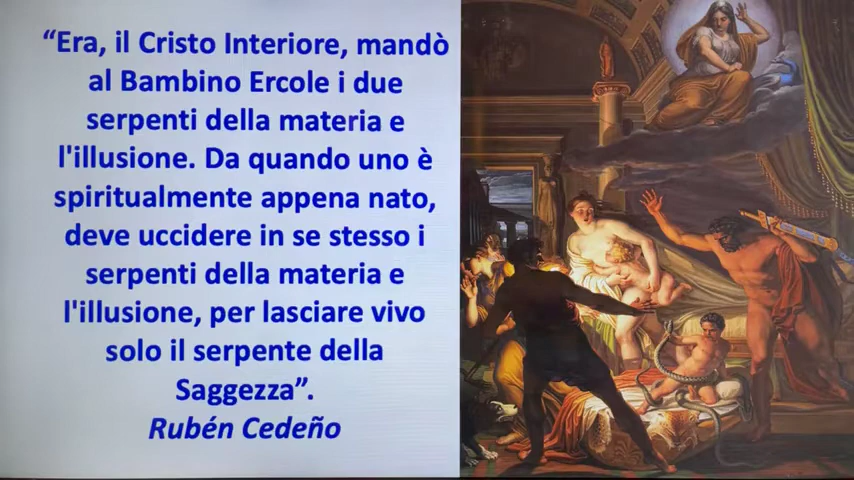 “Era, il Cristo Interiore, mandò
al Bambino Ercole i due
serpenti della materia e
l'illusione. Da quando uno è
spiritualmente appena nato,
deve uccidere in se stesso i
serpenti della materia e
l'illusione, per lasciare vivo
solo il serpente della
Saggezza”.
Rubén Cedeño